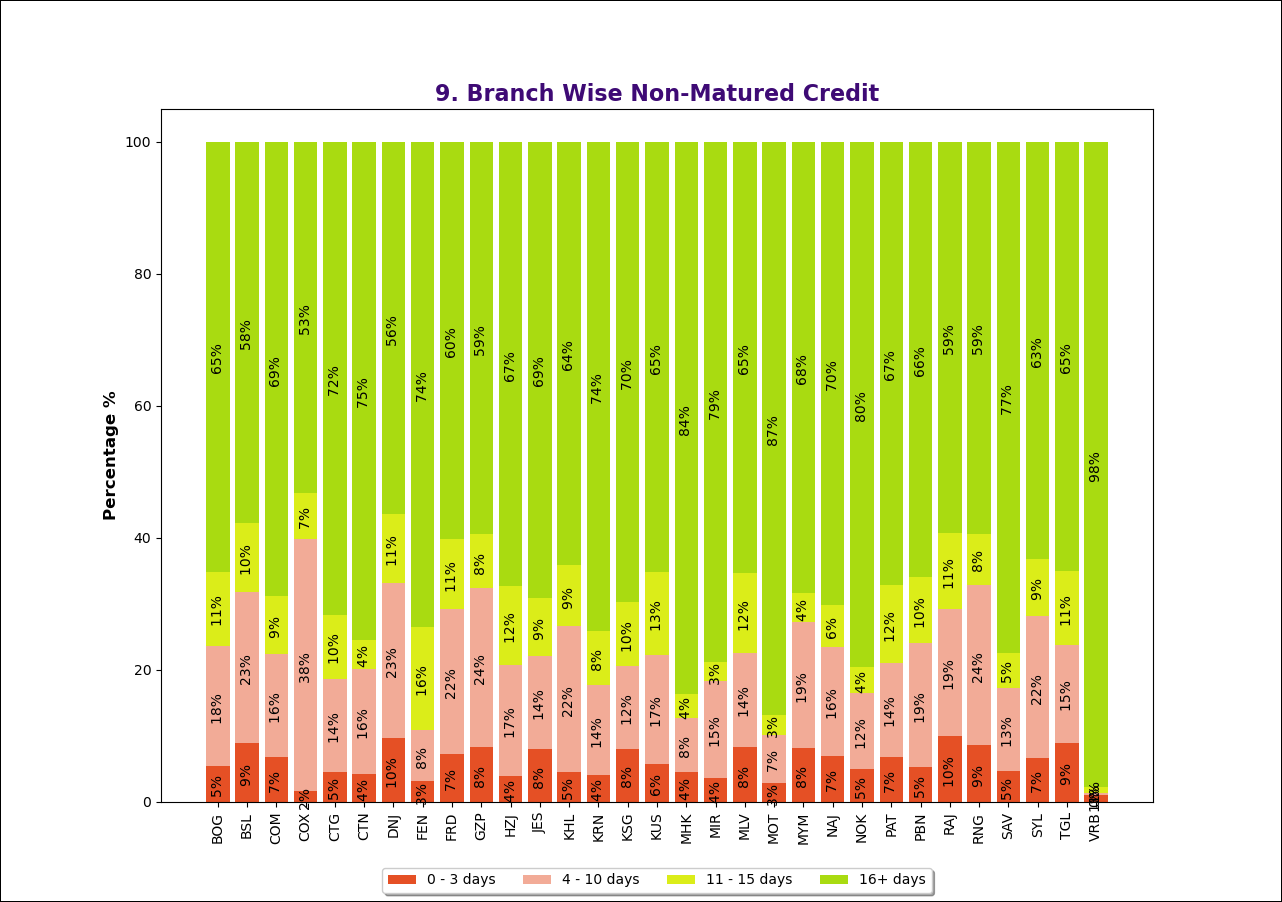 9. Branch Wise Non-Matured Credit
Percentage %
100
80
60
40
20
0
65% 58% 69% 53% 72% 75% 56% 74% 60% 59% 67% 69% 64% 74% 70% 65% 84% 79% 65% 87% 68% 70% 80% 67% 66% 59% 59% 77% 63% 65% 98%
11% 10% 9% 7% 10% 4% 11% 16% 11% 8% 12% 9% 9% 8% 10% 13% 4% 3% 12% 3% 4% 6% 4% 12% 10% 11% 8% 5% 9% 11%
18% 23% 16% 38% 14% 16% 23% 8% 22% 24% 17% 14% 22% 14% 12% 17% 8% 15% 14% 7% 19% 16% 12% 14% 19% 19% 24% 13% 22% 15%
5% 9% 7% 2% 5% 4% 10% 3% 7% 8% 4% 8% 5% 4% 8% 6% 4% 4% 8% 3% 8% 7% 5% 7% 5% 10% 9% 5% 7% 9%
BOG BSL COM COX CTG CTN DNJ FEN FRD GZP HZJ JES KHL KRN KSG KUS MHK MIR MLV MOT MYM NAJ NOK PAT PBN RAJ RNG SAV SYL TGL VRB
0 - 3 days 4 - 10 days 11 - 15 days 16+ days